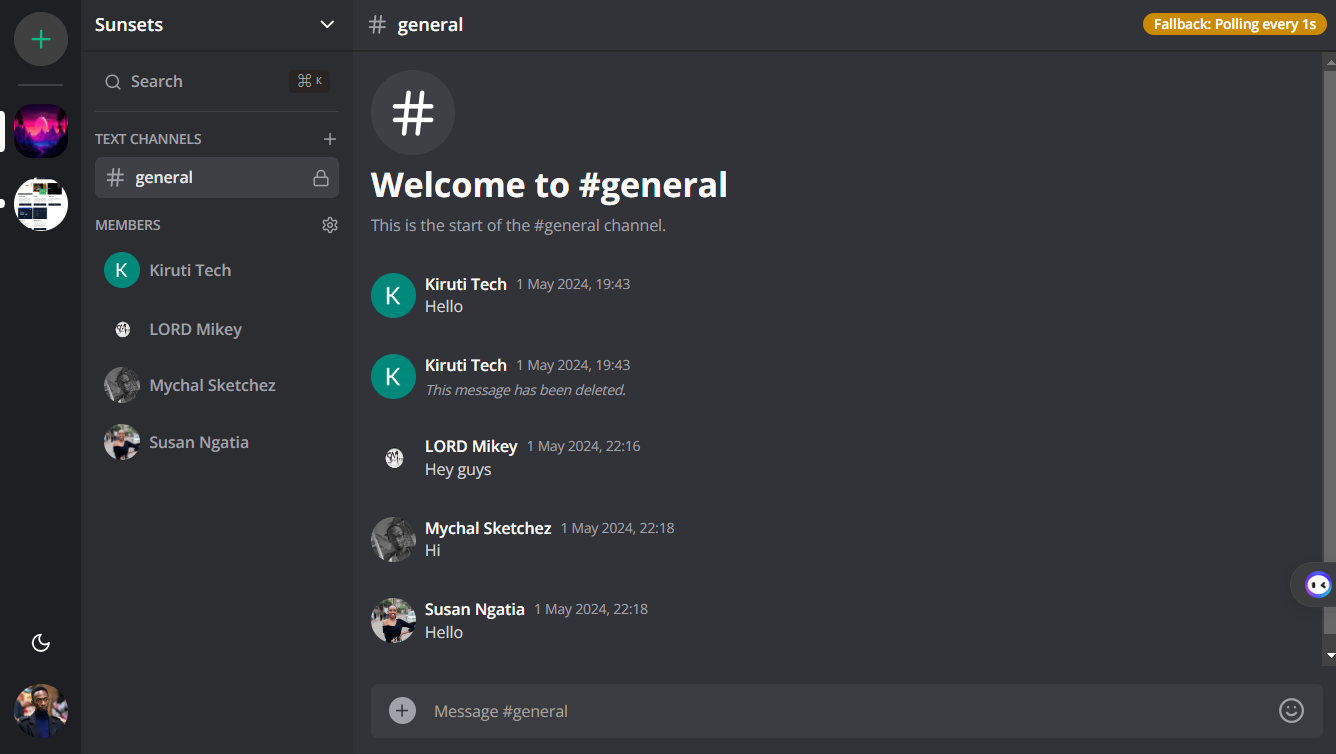 Sunsets
Search
⌘ K
TEXT CHANNELS
general
MEMBERS
K Kiruti Tech
LORD Mikey
Mychal Sketchez
Susan Ngatia
# general
Fallback: Polling every 1s
#
Welcome to #general
This is the start of the #general channel.
K
Kiruti Tech 1 May 2024, 19:43
Hello
K
Kiruti Tech 1 May 2024, 19:43
This message has been deleted.
LORD Mikey 1 May 2024, 22:16
Hey guys
Mychal Sketchez 1 May 2024, 22:18
Hi
Susan Ngatia 1 May 2024, 22:18
Hello
Message #general